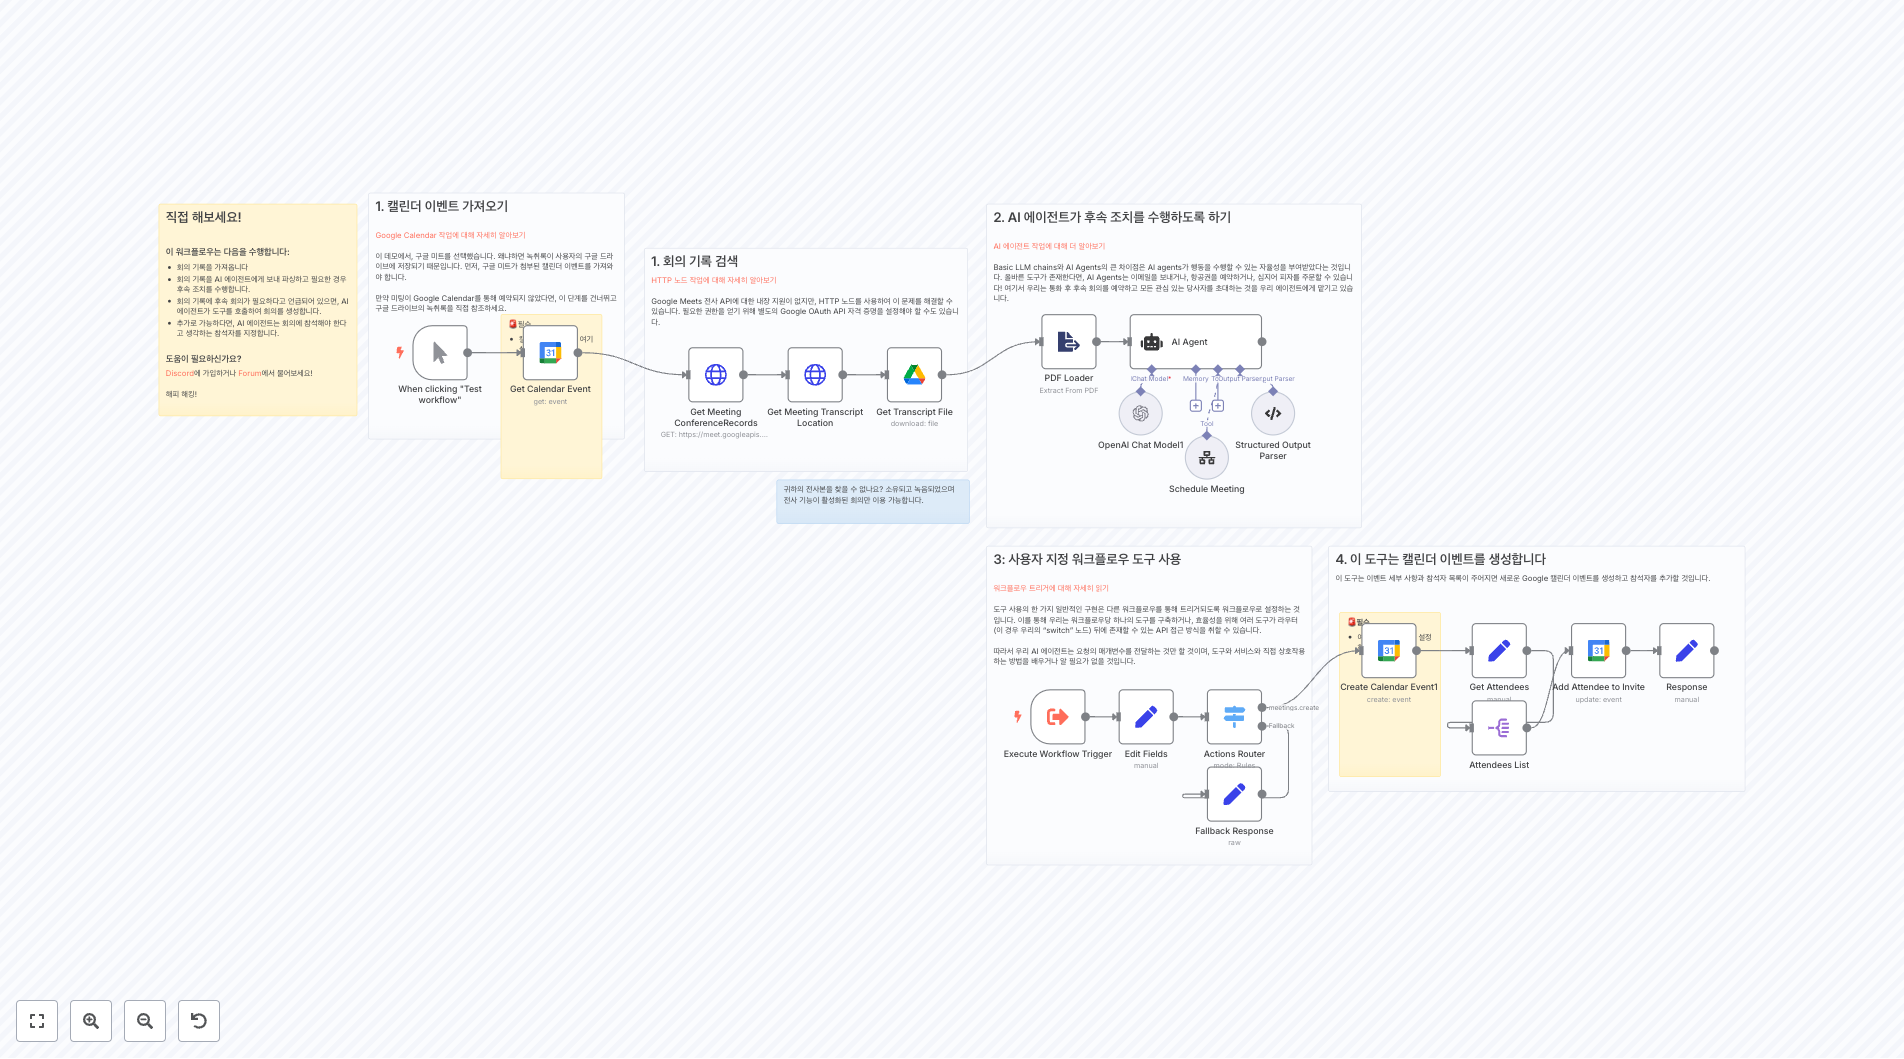 직접 해보세요!
이 워크플로우는 다음을 수행합니다:
회의 기록을 가져옵니다
회의 기록을 AI 에이전트에게 보내 파싱하고 필요한 경우
후속 조치를 수행합니다.
회의 기록에 후속 회의가 필요하다고 언급되어 있으면, AI
에이전트가 도구를 호출하여 회의를 생성합니다.
추가로 가능하다면, AI 에이전트는 회의에 참석해야 한다
고 생각하는 참석자를 지정합니다.
도움이 필요하신가요?
Discord에 가입하거나 Forum에서 물어보세요!
해피 해킹!
1. 캘린더 이벤트 가져오기
Google Calendar 작업에 대해 자세히 알아보기
이 데모에서, 구글 미트를 선택했습니다. 왜냐하면 녹취록이 사용자의 구글 드라
이브에 저장되기 때문입니다. 먼저, 구글 미트가 첨부된 캘린더 이벤트를 가져와
야 합니다.
만약 미팅이 Google Calendar를 통해 예약되지 않았다면, 이 단계를 건너뛰고
구글 드라이브의 녹취록을 직접 참조하세요.
🚨필수
여기
When clicking "Test
workflow"
Get Calendar Event
get: event
1. 회의 기록 검색
HTTP 노드 작업에 대해 자세히 알아보기
Google Meets 전사 API에 대한 내장 지원이 없지만, HTTP 노드를 사용하여 이 문제를 해결할 수
있습니다. 필요한 권한을 얻기 위해 별도의 Google OAuth API 자격 증명을 설정해야 할 수도 있습니
다.
Get Meeting
ConferenceRecords
GET: https://meet.googleapis....
Get Meeting Transcript
Location
Get Transcript File
download: file
귀하의 전사본을 찾을 수 없나요? 소유되고 녹음되었으며
전사 기능이 활성화된 회의만 이용 가능합니다.
2. AI 에이전트가 후속 조치를 수행하도록 하기
AI 에이전트 작업에 대해 더 알아보기
Basic LLM chains와 AI Agents의 큰 차이점은 AI agents가 행동을 수행할 수 있는 자율성을 부여받았다는 것입니
다. 올바른 도구가 존재한다면, AI Agents는 이메일을 보내거나, 항공권을 예약하거나, 심지어 피자를 주문할 수 있습니
다! 여기서 우리는 통화 후 후속 회의를 예약하고 모든 관심 있는 당사자를 초대하는 것을 우리 에이전트에게 맡기고 있습
니다.
PDF Loader
Extract From PDF
AI Agent
Chat Model*
Memory
Output Parser
Tool
OpenAI Chat Model1
Structured Output
Parser
Schedule Meeting
3: 사용자 지정 워크플로우 도구 사용
워크플로우 트리거에 대해 자세히 읽기
도구 사용의 한 가지 일반적인 구현은 다른 워크플로우를 통해 트리거되도록 워크플로우로 설정하는 것
입니다. 이를 통해 우리는 워크플로우당 하나의 도구를 구축하거나, 효율성을 위해 여러 도구가 라우터
(이 경우 우리의 “switch” 노드) 뒤에 존재할 수 있는 API 접근 방식을 취할 수 있습니다.
따라서 우리 AI 에이전트는 요청의 매개변수를 전달하는 것만 할 것이며, 도구와 서비스와 직접 상호작용
하는 방법을 배우거나 알 필요가 없을 것입니다.
Execute Workflow Trigger
Edit Fields
manual
Actions Router
mode: Rules
meetings.create
Fallback
Fallback Response
raw
4. 이 도구는 캘린더 이벤트를 생성합니다
이 도구는 이벤트 세부 사항과 참석자 목록이 주어지면 새로운 Google 캘린더 이벤트를 생성하고 참석자를 추가할 것입니다.
🚨필수
설정
Create Calendar Event1
create: event
Get Attendees
manual
Add Attendee to Invite
update: event
Response
manual
Attendees List